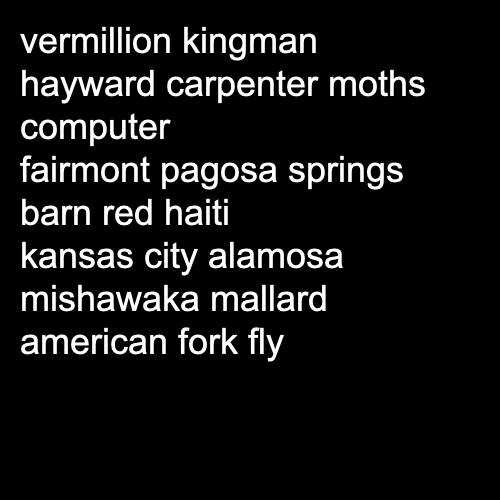 vermillion kingman
hayward carpenter moths
computer
fairmont pagosa springs
barn red haiti
kansas city alamosa
mishawaka mallard
american fork fly